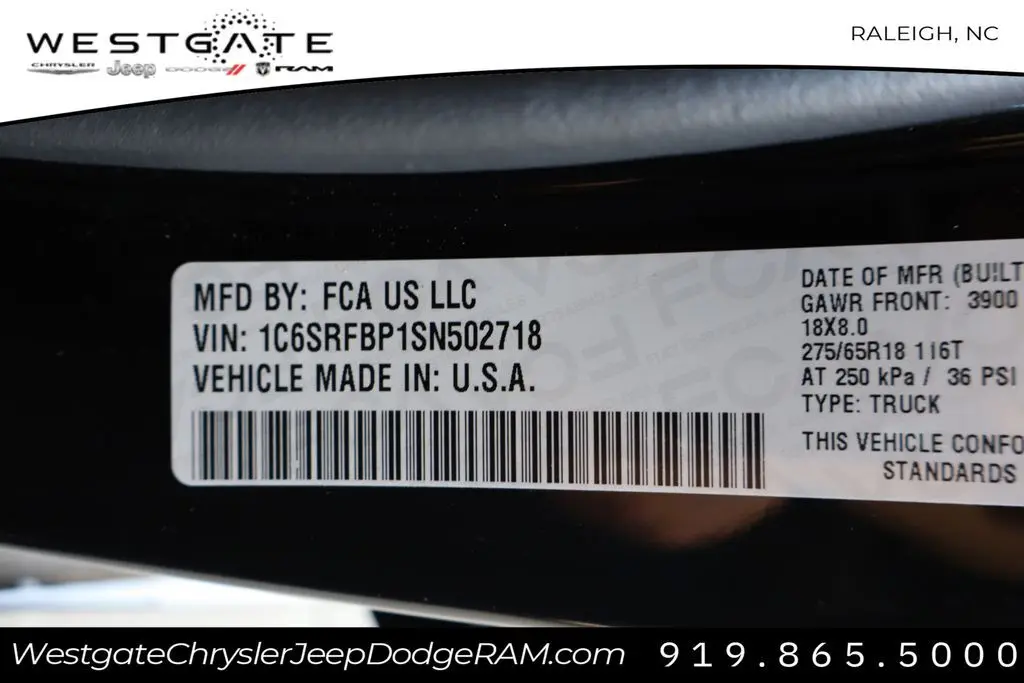 WESTGATE
CHRYSLER Jeep DODGE RAM
RALEIGH, NC
MFD BY: FCA US LLC
VIN: 1C6SRFBP1SN502718
VEHICLE MADE IN: U.S.A.
DATE OF MFR (BUILT
GAWR FRONT: 3900
18X8.0
275/65R18 116T
AT 250 kPa / 36 PSI
TYPE: TRUCK
THIS VEHICLE CONFO
STANDARDS
WestgateChryslerJeepDodgeRAM.com
919.865.5000